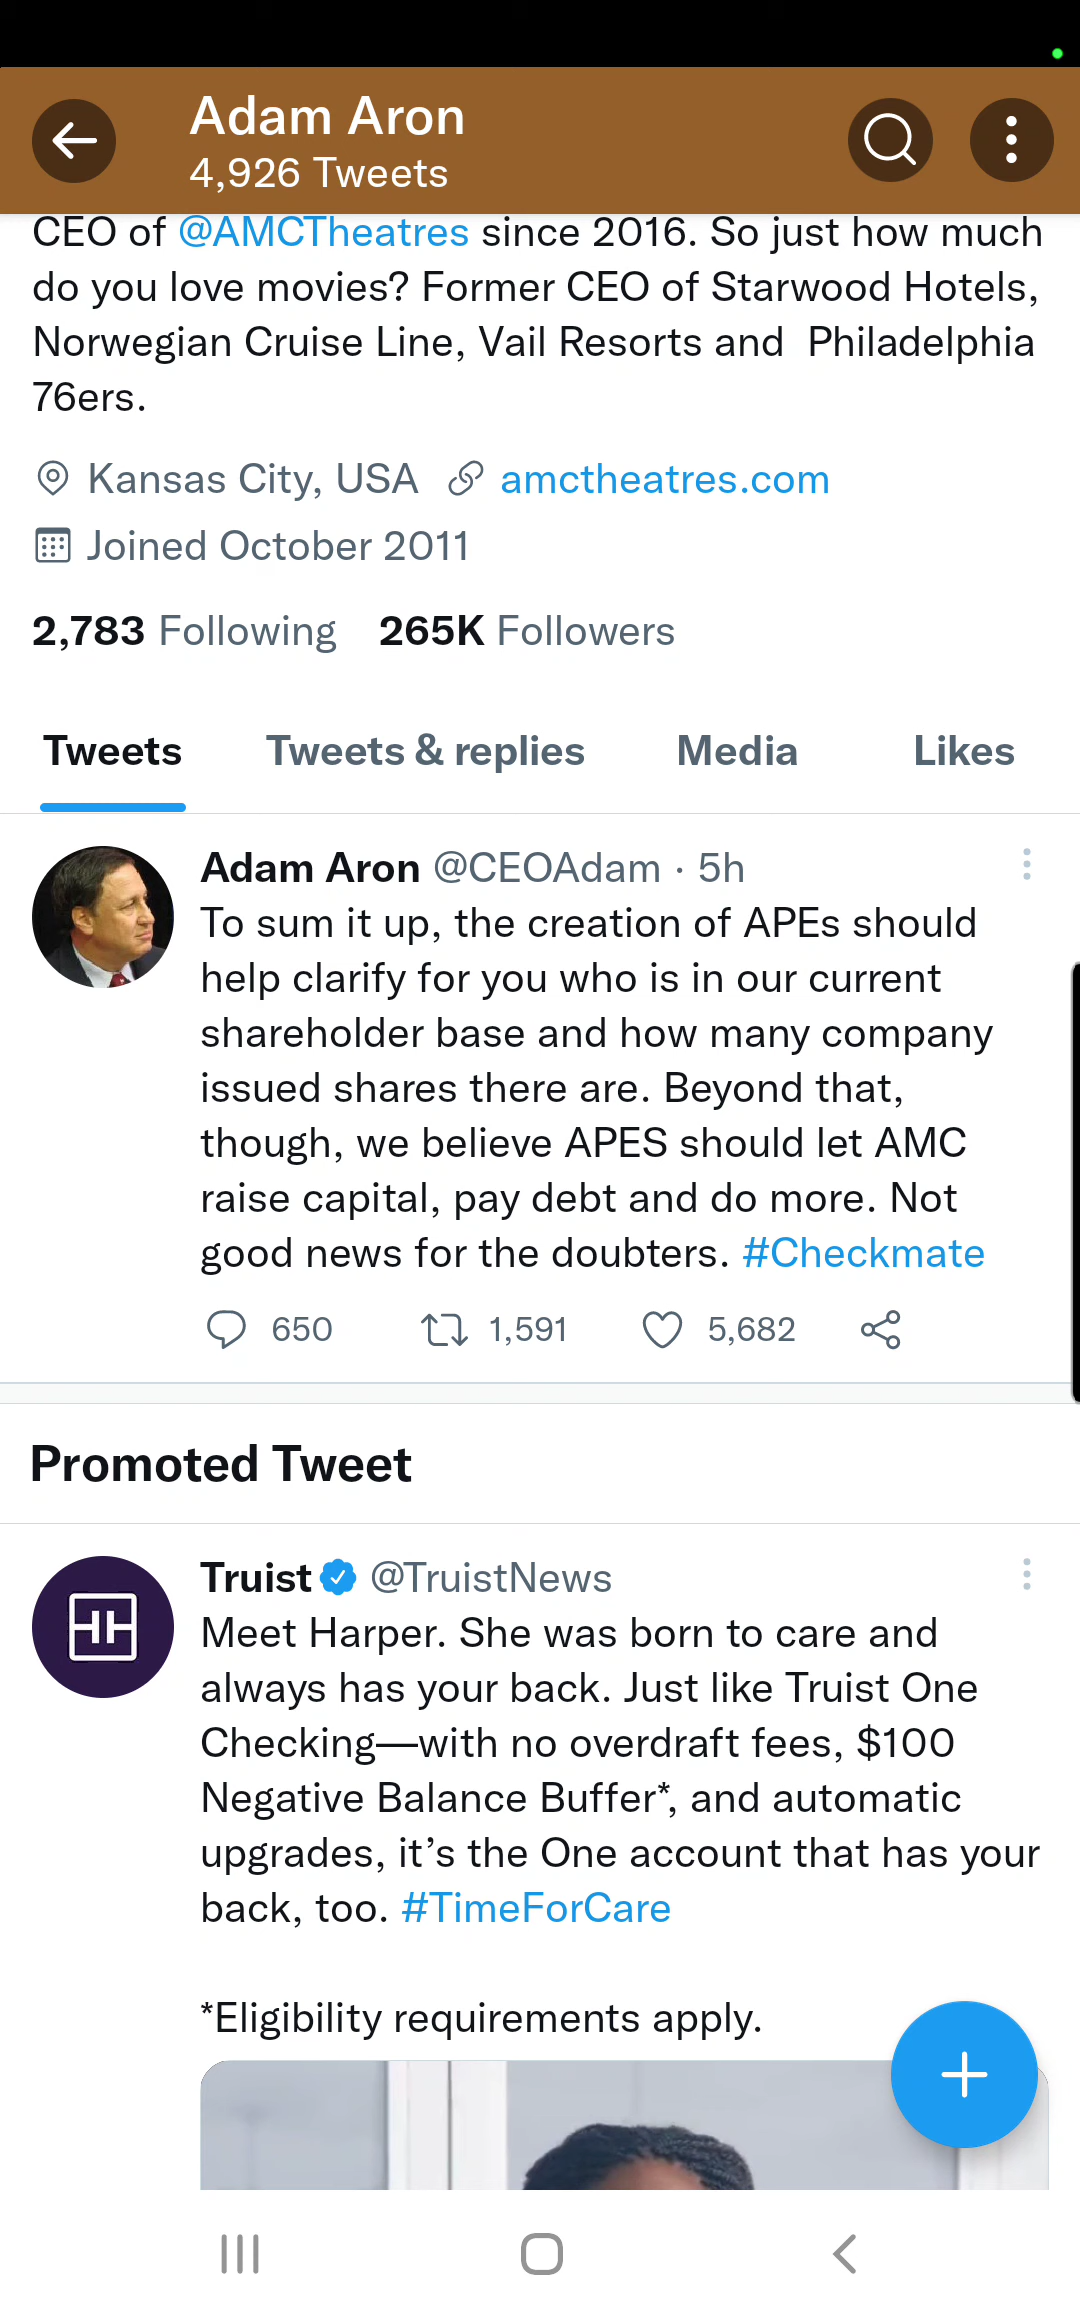 Adam Aron
4,926 Tweets
CEO of @AMCTheatres since 2016. So just how much
do you love movies? Former CEO of Starwood Hotels,
Norwegian Cruise Line, Vail Resorts and  Philadelphia
76ers.
Kansas City, USA amctheatres.com
Joined October 2011
2,783 Following 265K Followers
Tweets Tweets & replies Media Likes
Adam Aron @CEOAdam · 5h
To sum it up, the creation of APEs should
help clarify for you who is in our current
shareholder base and how many company
issued shares there are. Beyond that,
though, we believe APES should let AMC
raise capital, pay debt and do more. Not
good news for the doubters. #Checkmate
650 1,591 5,682
Promoted Tweet
Truist @TruistNews
Meet Harper. She was born to care and
always has your back. Just like Truist One
Checking—with no overdraft fees, $100
Negative Balance Buffer*, and automatic
upgrades, it’s the One account that has your
back, too. #TimeForCare
*Eligibility requirements apply.